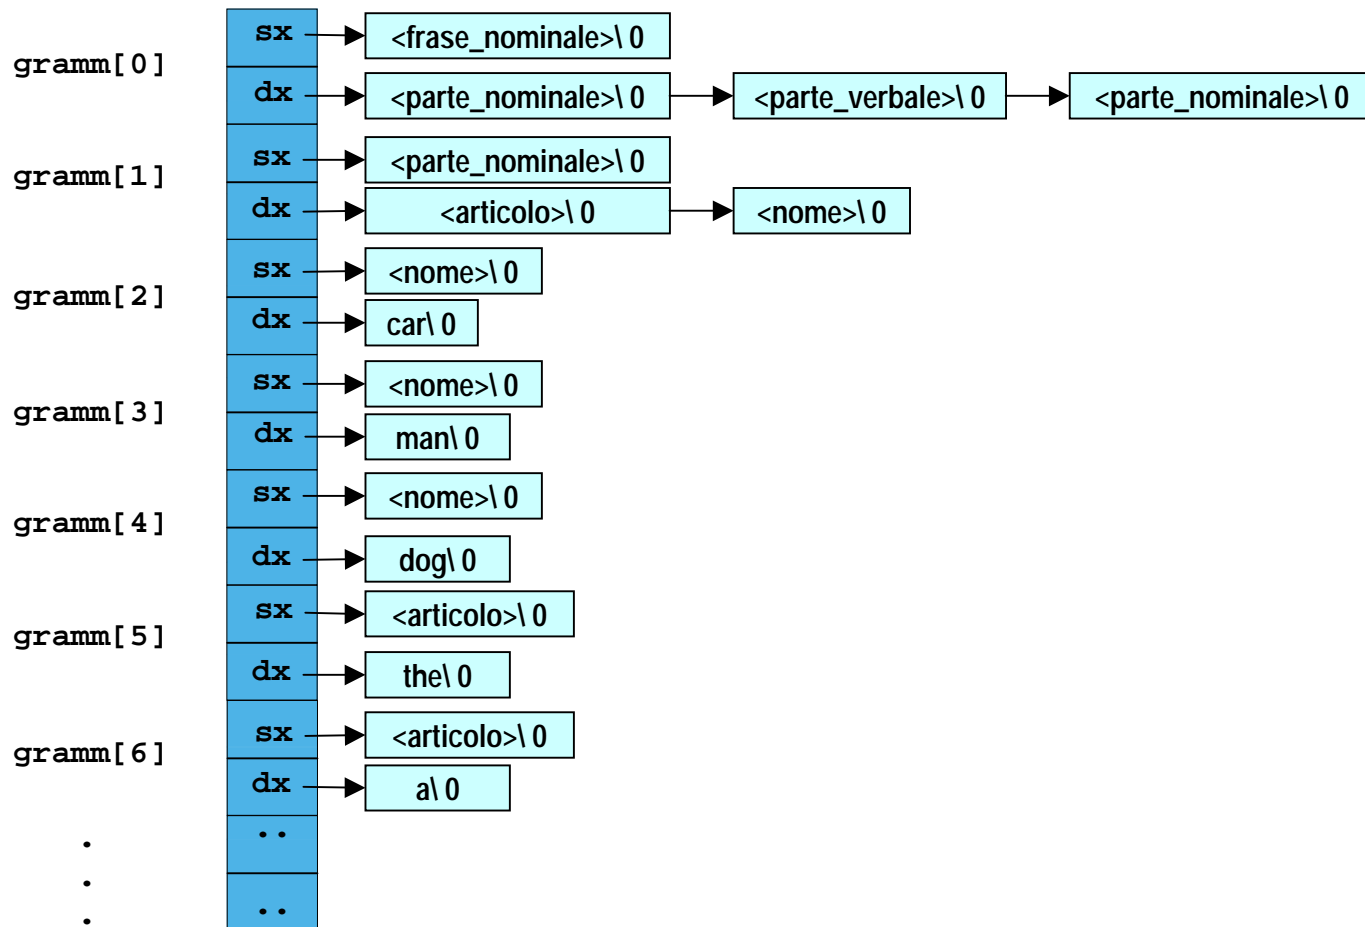 sx <frase_nominale>\ 0
gramm[0]
dx <parte_nominale>\ 0 <parte_verbale>\ 0 <parte_nominale>\ 0
sx <parte_nominale>\ 0
gramm[1]
dx <articolo>\ 0 <nome>\ 0
sx <nome>\ 0
gramm[2]
dx car\ 0
sx <nome>\ 0
gramm[3]
dx man\ 0
sx <nome>\ 0
gramm[4]
dx dog\ 0
sx <articolo>\ 0
gramm[5]
dx the\ 0
sx <articolo>\ 0
gramm[6]
dx a\ 0
..
.
.
. ..